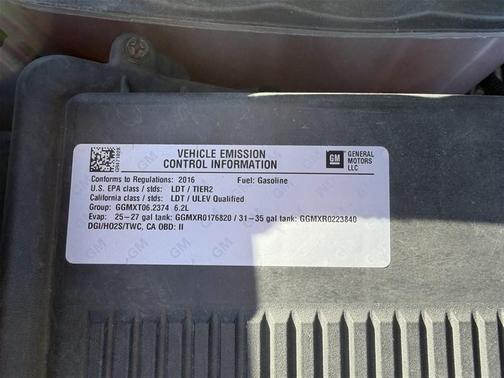 VEHICLE EMISSION
CONTROL INFORMATION
GM GENERAL
MOTORS
LLC
Conforms to Regulations: 2016 Fuel: Gasoline
U.S. EPA class / stds: LDT / TIER2
California class / stds: LDT / ULEV Qualified
Group: GGMXT06.2374 6.2L
Evap: 25-27 gal tank: GGMXR0176820 / 31-35 gal tank: GGMXR0223840
DGI/HO2S/TWC, CA OBD: II